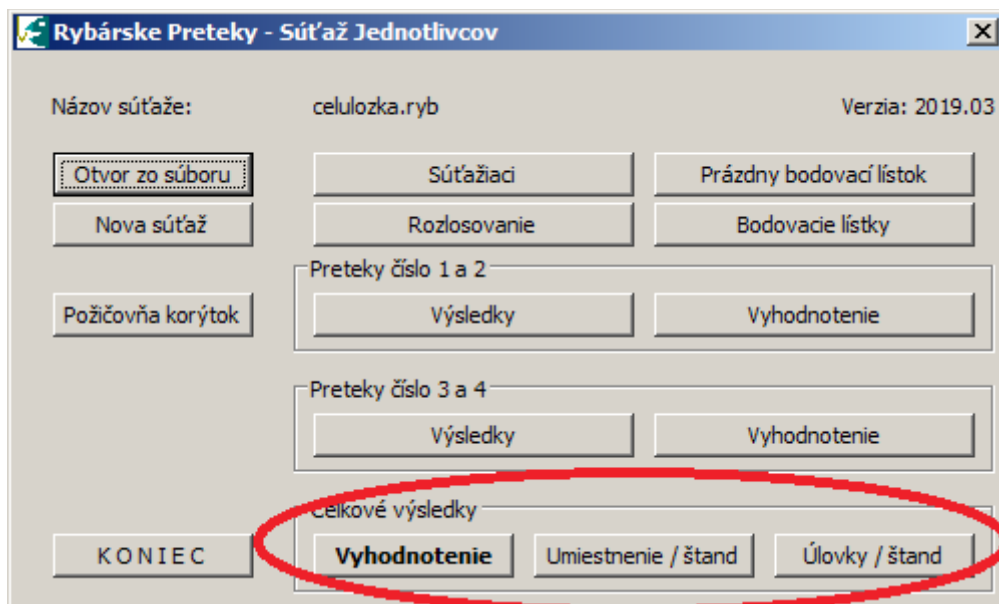 Rybárske Preteky - Súťaž Jednotlivcov
Názov súťaže: celulozka.ryb Verzia: 2019.03
Otvor zo súboru Súťažiaci Prázdny bodovací lístok
Nova súťaž Rozlosovanie Bodovacie lístky
Preteky číslo 1 a 2
Požičovňa korýtok Výsledky Vyhodnotenie
Preteky číslo 3 a 4
Výsledky Vyhodnotenie
Celkové výsledky
KONIEC Vyhodnotenie Umiestnenie / štand Úlovky / štand